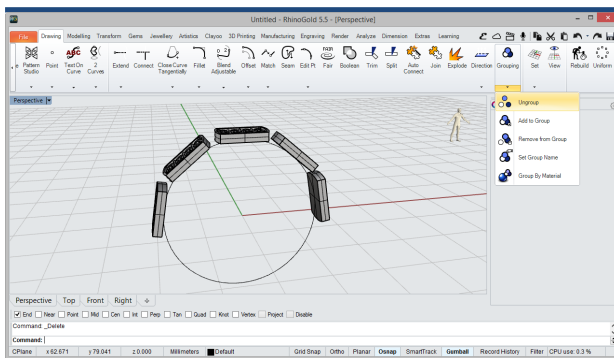 Untitled - RhinoGold 5.5 - [Perspective]
File Drawing Modelling Transform Gems Jewellery Artistica Clayoo 3D Printing Manufacturing Engraving Render Analyze Dimension Extras Learning
Pattern Studio Point Text On Curve 2 Curves Extend Connect Close Curve Tangentially Fillet Blend Adjustable Offset Match Seam Edit Pt Fair Boolean Trim Split Auto Connect Join Explode Direction Grouping Set View Rebuild Uniform
Perspective
Ungroup
Add to Group
Remove from Group
Set Group Name
Group By Material
Perspective Top Front Right
End Near Point Mid Cen Int Perp Tan Quad Knot Vertex Project Disable
Command: _Delete
Command:
CPlane x 62.571 y 79.041 z 0.000 Millimeters Default Grid Snap Ortho Planar Osnap SmartTrack Gumball Record History Filter CPU use: 0.3 %